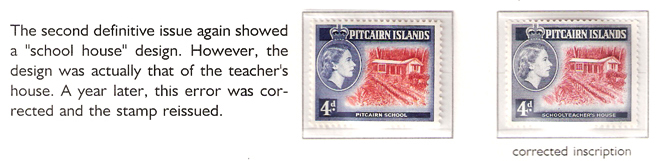 The second definitive issue again showed
a "school house" design. However, the
design was actually that of the teacher's
house. A year later, this error was cor-
rected and the stamp reissued.
PITCAIRN ISLANDS
4d.
PITCAIRN SCHOOL
PITCAIRN ISLANDS
4d.
SCHOOLTEACHER'S HOUSE
corrected inscription